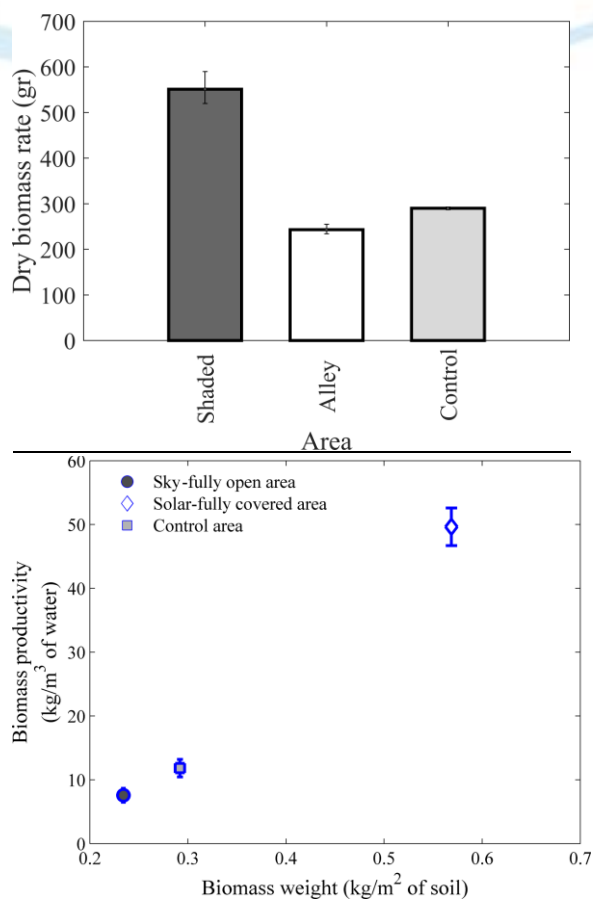 700
600
500
400
300
200
100
0
Dry biomass rate (gr)
Shaded
Alley
Control
Area
60
50
40
30
20
10
0
Biomass productivity
(kg/m³ of water)
Sky-fully open area
Solar-fully covered area
Control area
0.2 0.3 0.4 0.5 0.6 0.7
Biomass weight (kg/m² of soil)